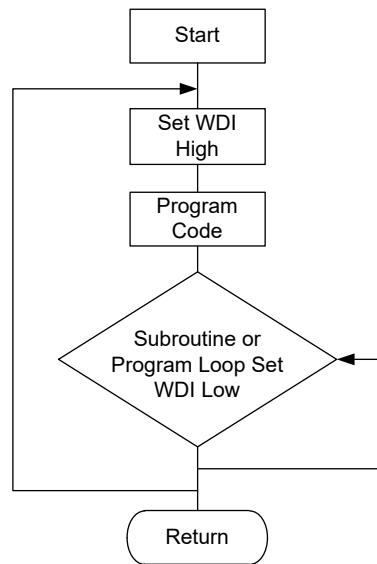 Start
Set WDI
High
Program
Code
Subroutine or
Program Loop Set
WDI Low
Return